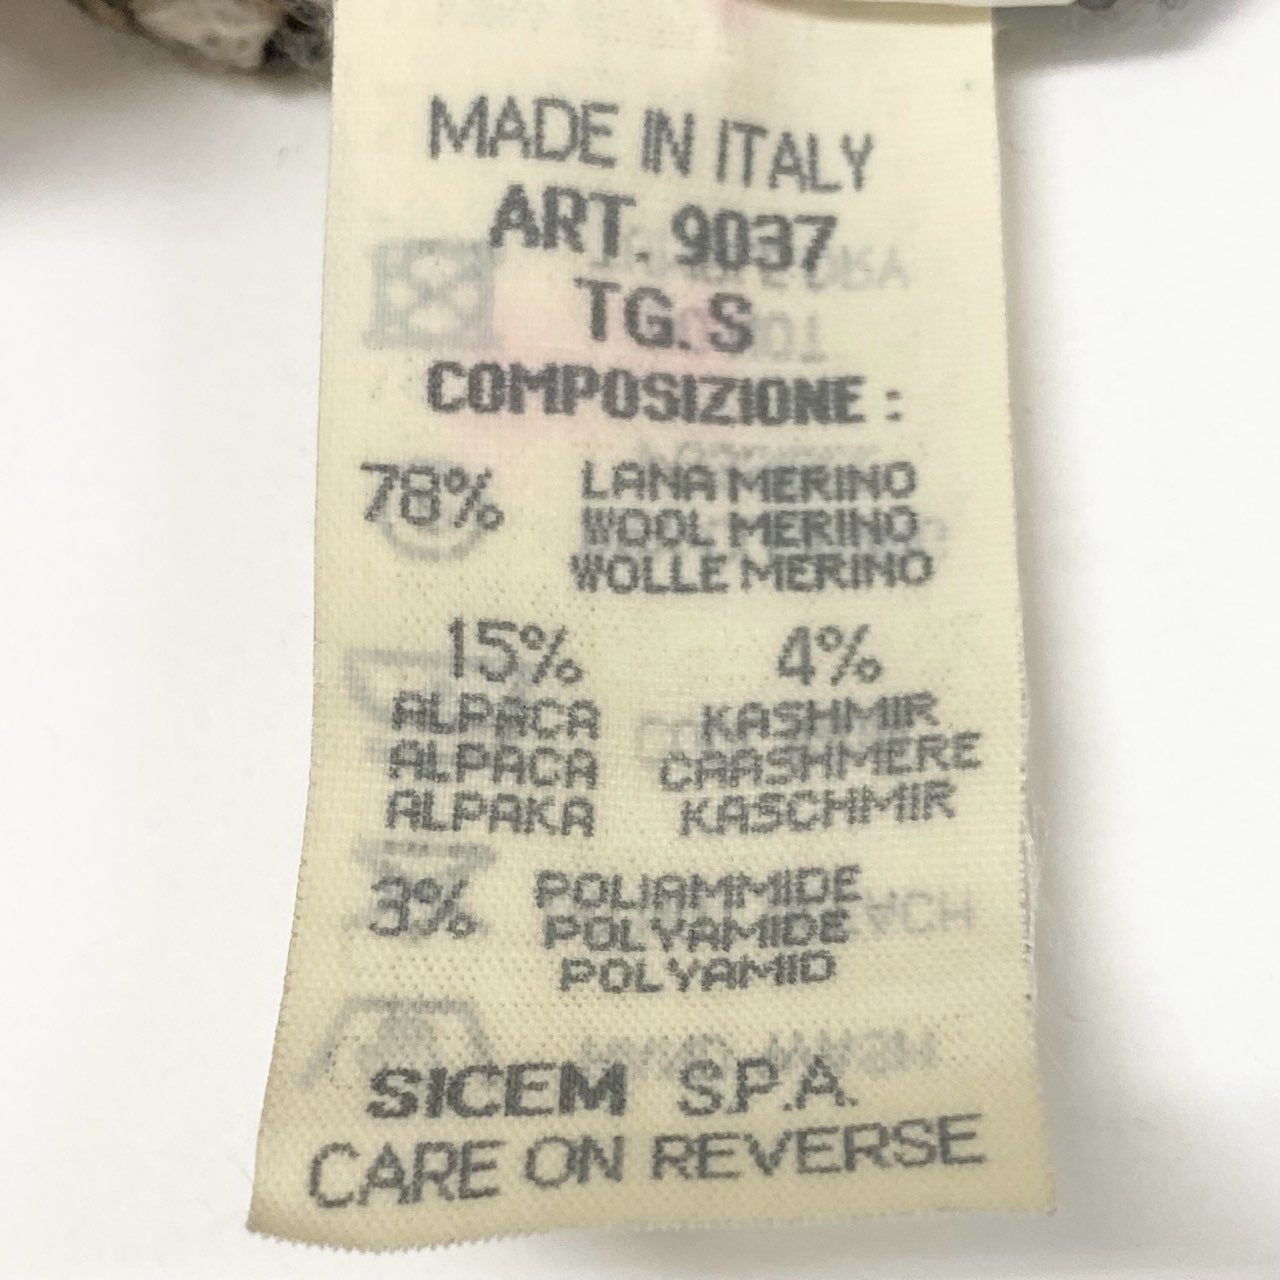 MADE IN ITALY
ART. 9037
TG. S
COMPOSIZIONE :
78% LANA MERINO
WOOL MERINO
WOLLE MERINO
15% 4%
ALPACA KASHMIR
ALPACA CAASHMERE
ALPAKA KASCHMIR
3% POLIAMMIDE
POLYAMIDE
POLYAMID
SICEM S.P.A.
CARE ON REVERSE